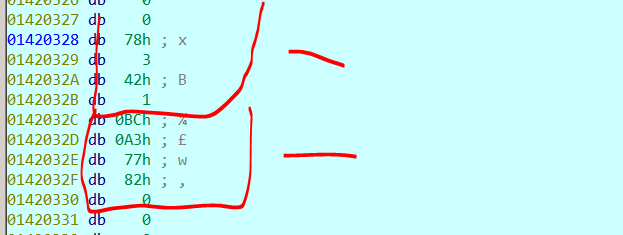 01420327 db 0
01420328 db 78h ; x
01420329 db 3
0142032A db 42h ; B
0142032B db 1
0142032C db 0BCh ; ¼
0142032D db 0A3h ; £
0142032E db 77h ; w
0142032F db 82h ; ‚
01420330 db 0
01420331 db 0